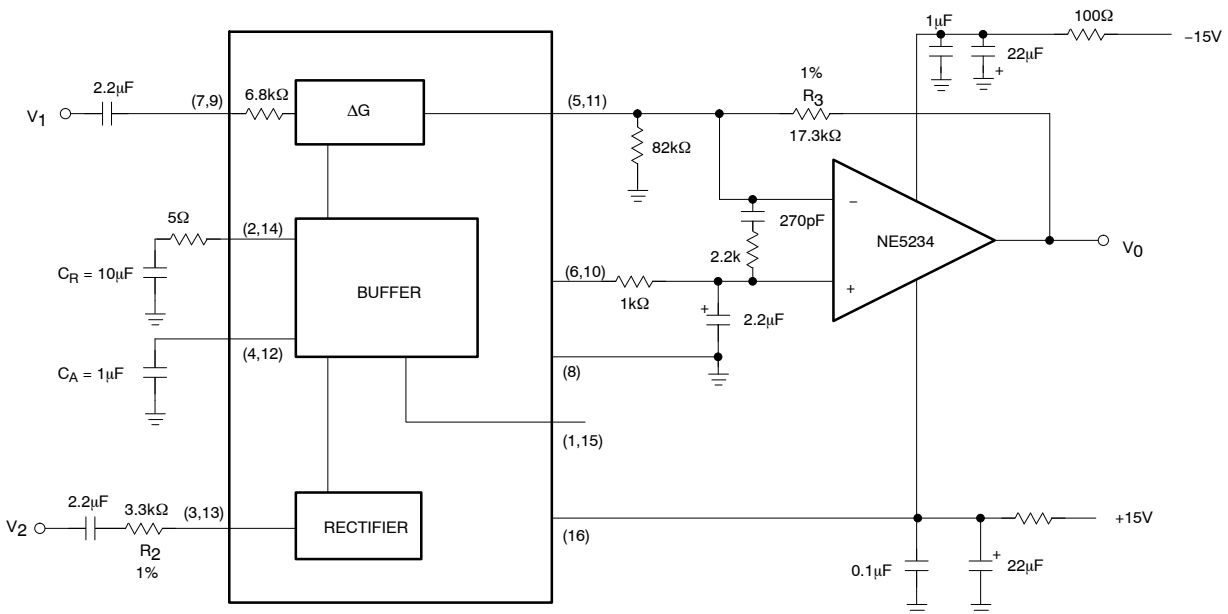 1μF
100Ω
–15V
22μF
+
2.2μF
V1
(7,9)
6.8kΩ
ΔG
(5,11)
1%
R3
17.3kΩ
82kΩ
5Ω
(2,14)
CR = 10μF
BUFFER
(6,10)
1kΩ
270pF
2.2k
–
NE5234
+
V0
+
2.2μF
(4,12)
CA = 1μF
(8)
(1,15)
2.2μF
3.3kΩ
V2
(3,13)
R2
1%
RECTIFIER
(16)
+15V
0.1μF
+
22μF